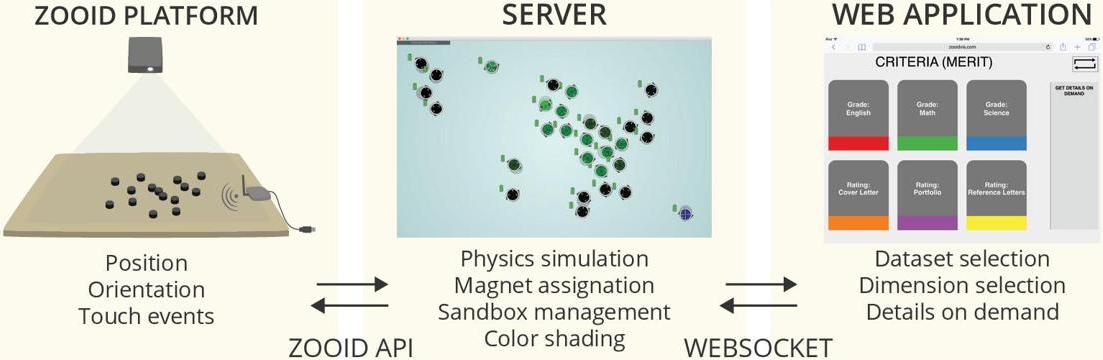 ZOOID PLATFORM
Position
Orientation
Touch events
ZOOID API
SERVER
Physics simulation
Magnet assignation
Sandbox management
Color shading
WEBSOCKET
WEB APPLICATION
zooidvis.com
CRITERIA (MERIT)
Grade:
English
Grade:
Math
Grade:
Science
GET DETAILS ON
DEMAND
Rating:
Cover Letter
Rating:
Portfolio
Rating:
Reference Letters
Dataset selection
Dimension selection
Details on demand